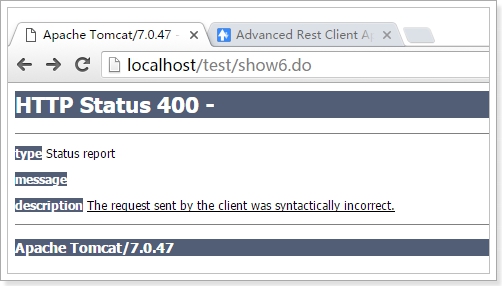 Apache Tomcat/7.0.47 -
Advanced Rest Client A
localhost/test/show6.do
HTTP Status 400 -
type Status report
message
description The request sent by the client was syntactically incorrect.
Apache Tomcat/7.0.47